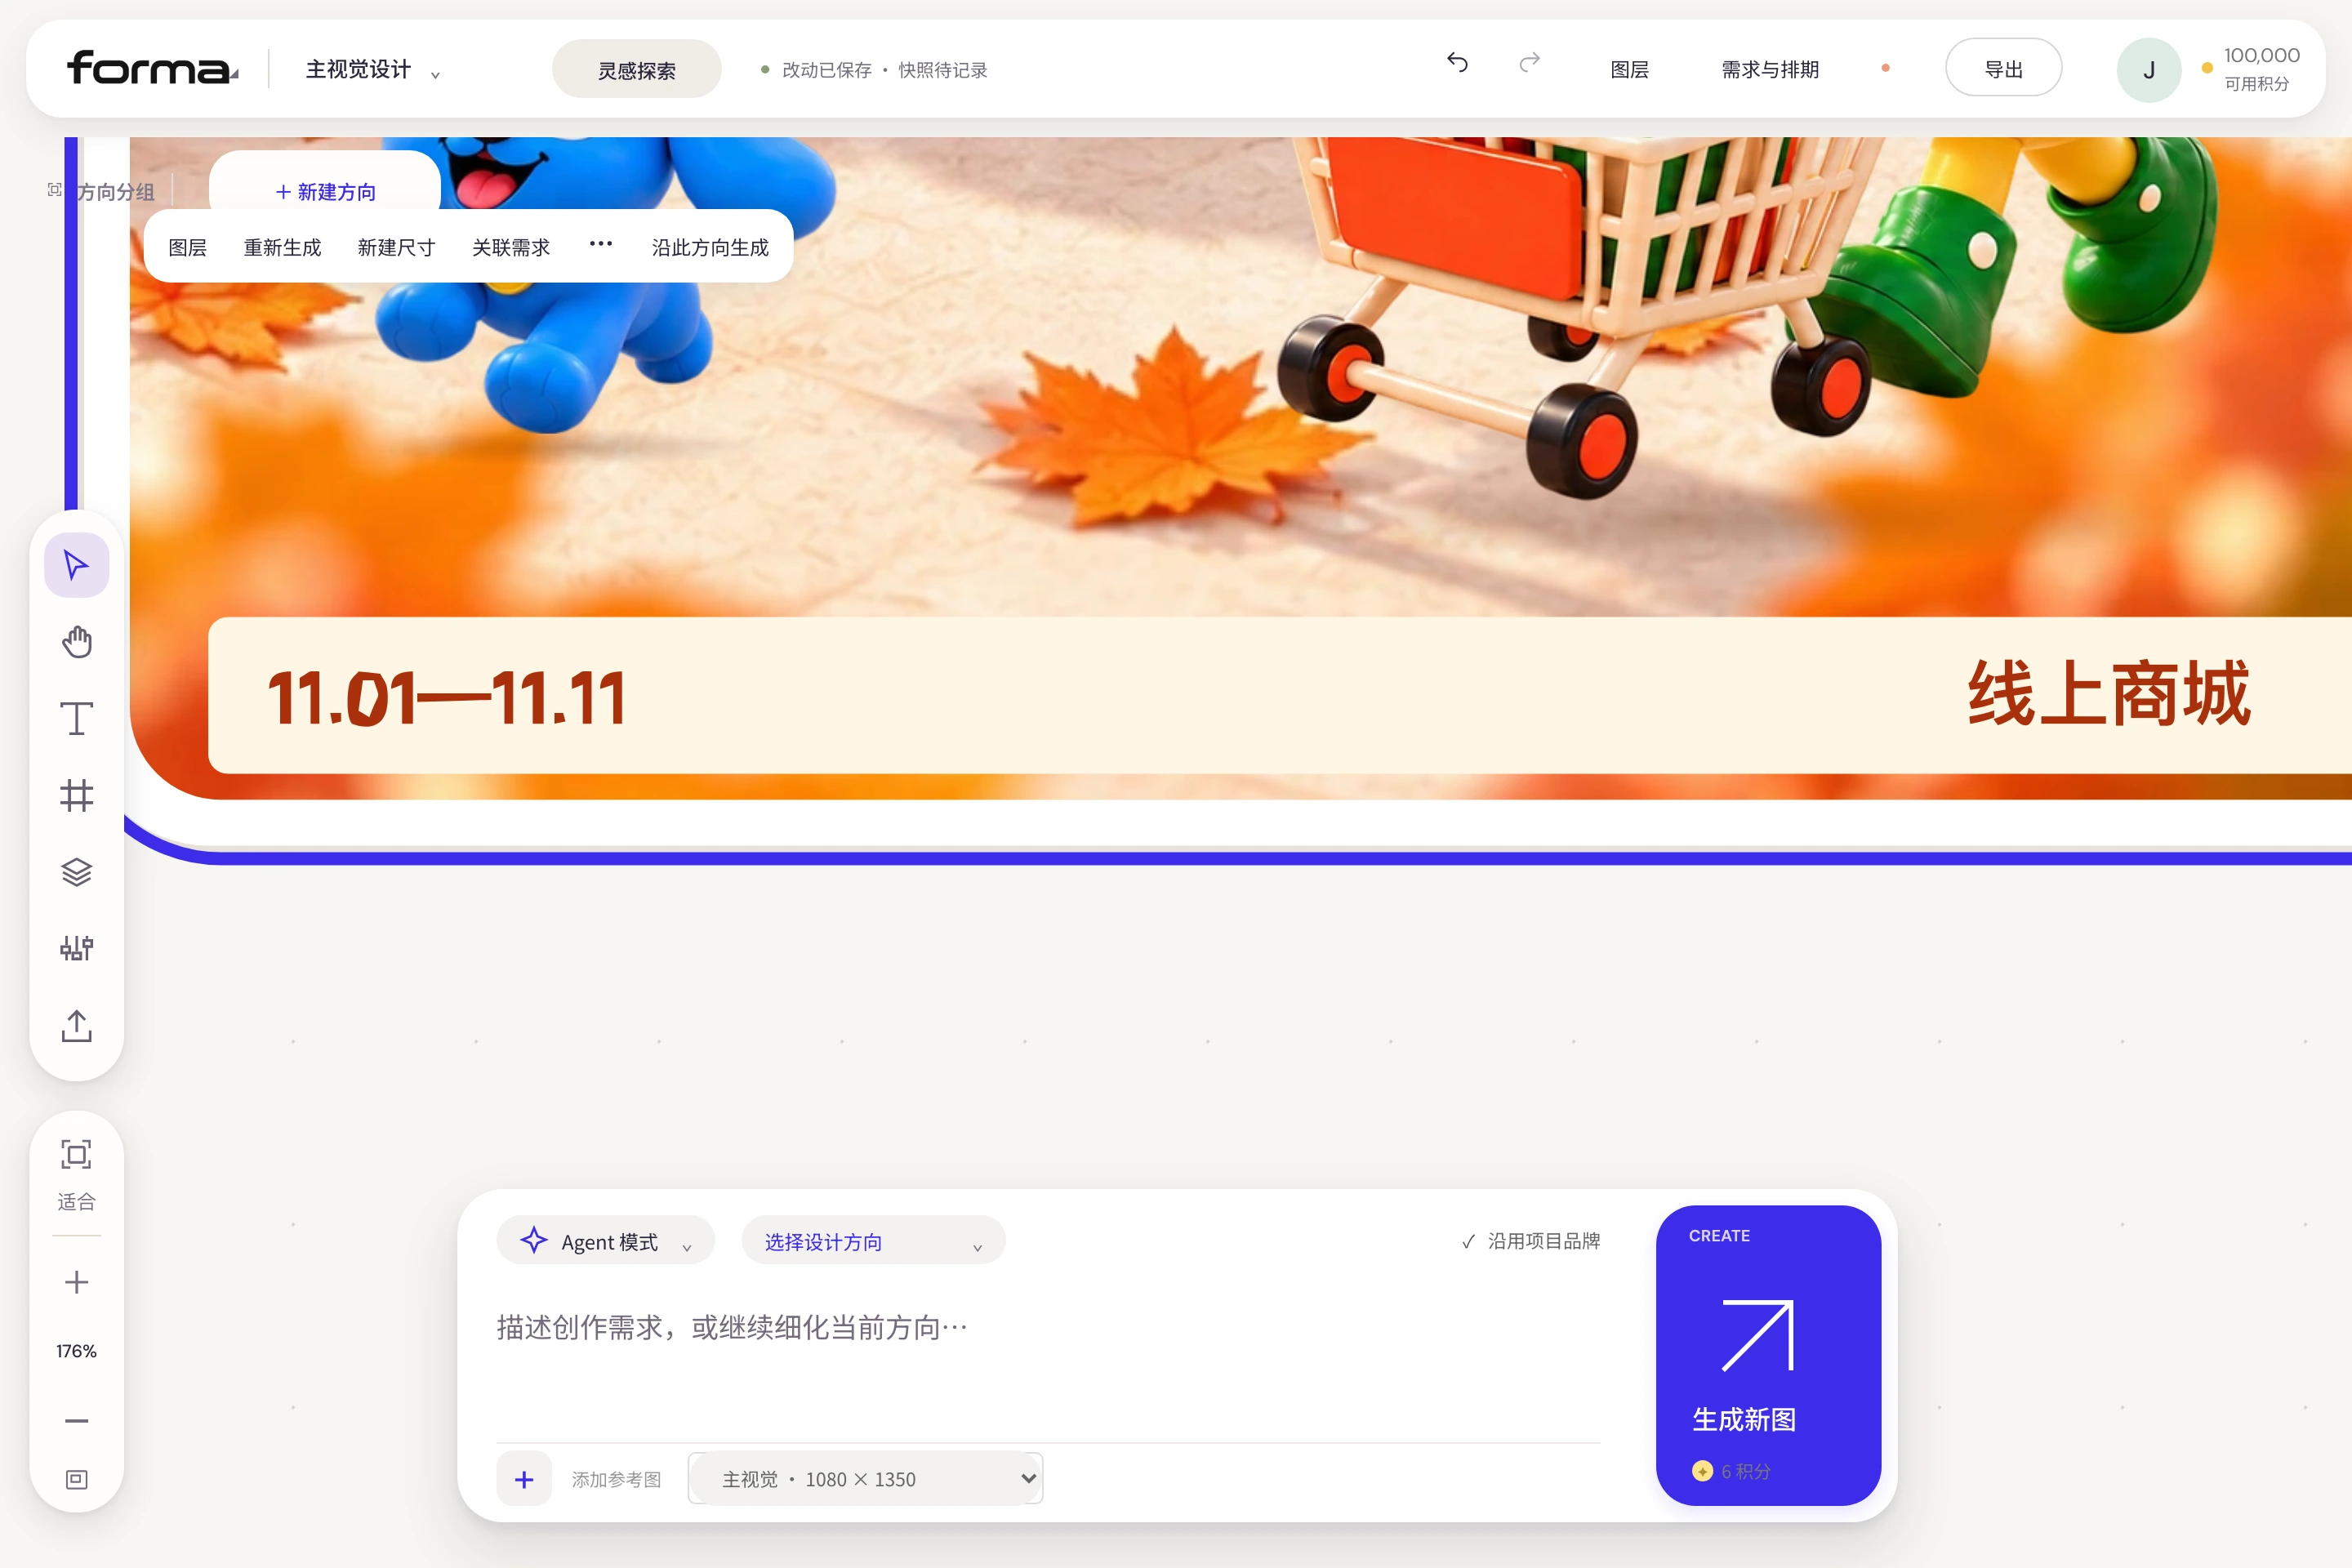 forma
主视觉设计
灵感探索
改动已保存 · 快照待记录
图层
需求与排期
导出
J
100,000
可用积分
方向分组
+ 新建方向
图层
重新生成
新建尺寸
关联需求
···
沿此方向生成
11.01—11.11
线上商城
适合
176%
Agent 模式
选择设计方向
✓ 沿用项目品牌
描述创作需求，或继续细化当前方向…
添加参考图
主视觉 · 1080 × 1350
CREATE
生成新图
6 积分